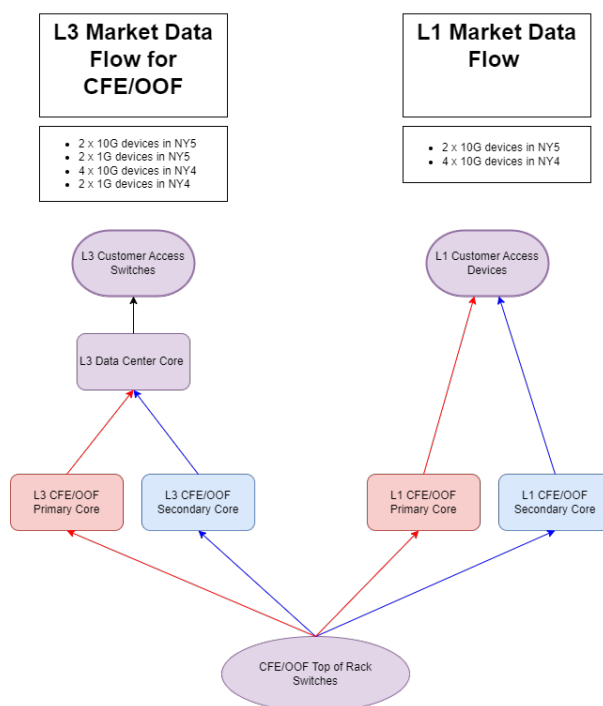 L3 Market Data
Flow for
CFE/OOF
2 x 10G devices in NY5
2 x 1G devices in NY5
4 x 10G devices in NY4
2 x 1G devices in NY4
L1 Market Data
Flow
2 x 10G devices in NY5
4 x 10G devices in NY4
L3 Customer Access
Switches
L1 Customer Access
Devices
L3 Data Center Core
L3 CFE/OOF
Primary Core
L3 CFE/OOF
Secondary Core
L1 CFE/OOF
Primary Core
L1 CFE/OOF
Secondary Core
CFE/OOF Top of Rack
Switches